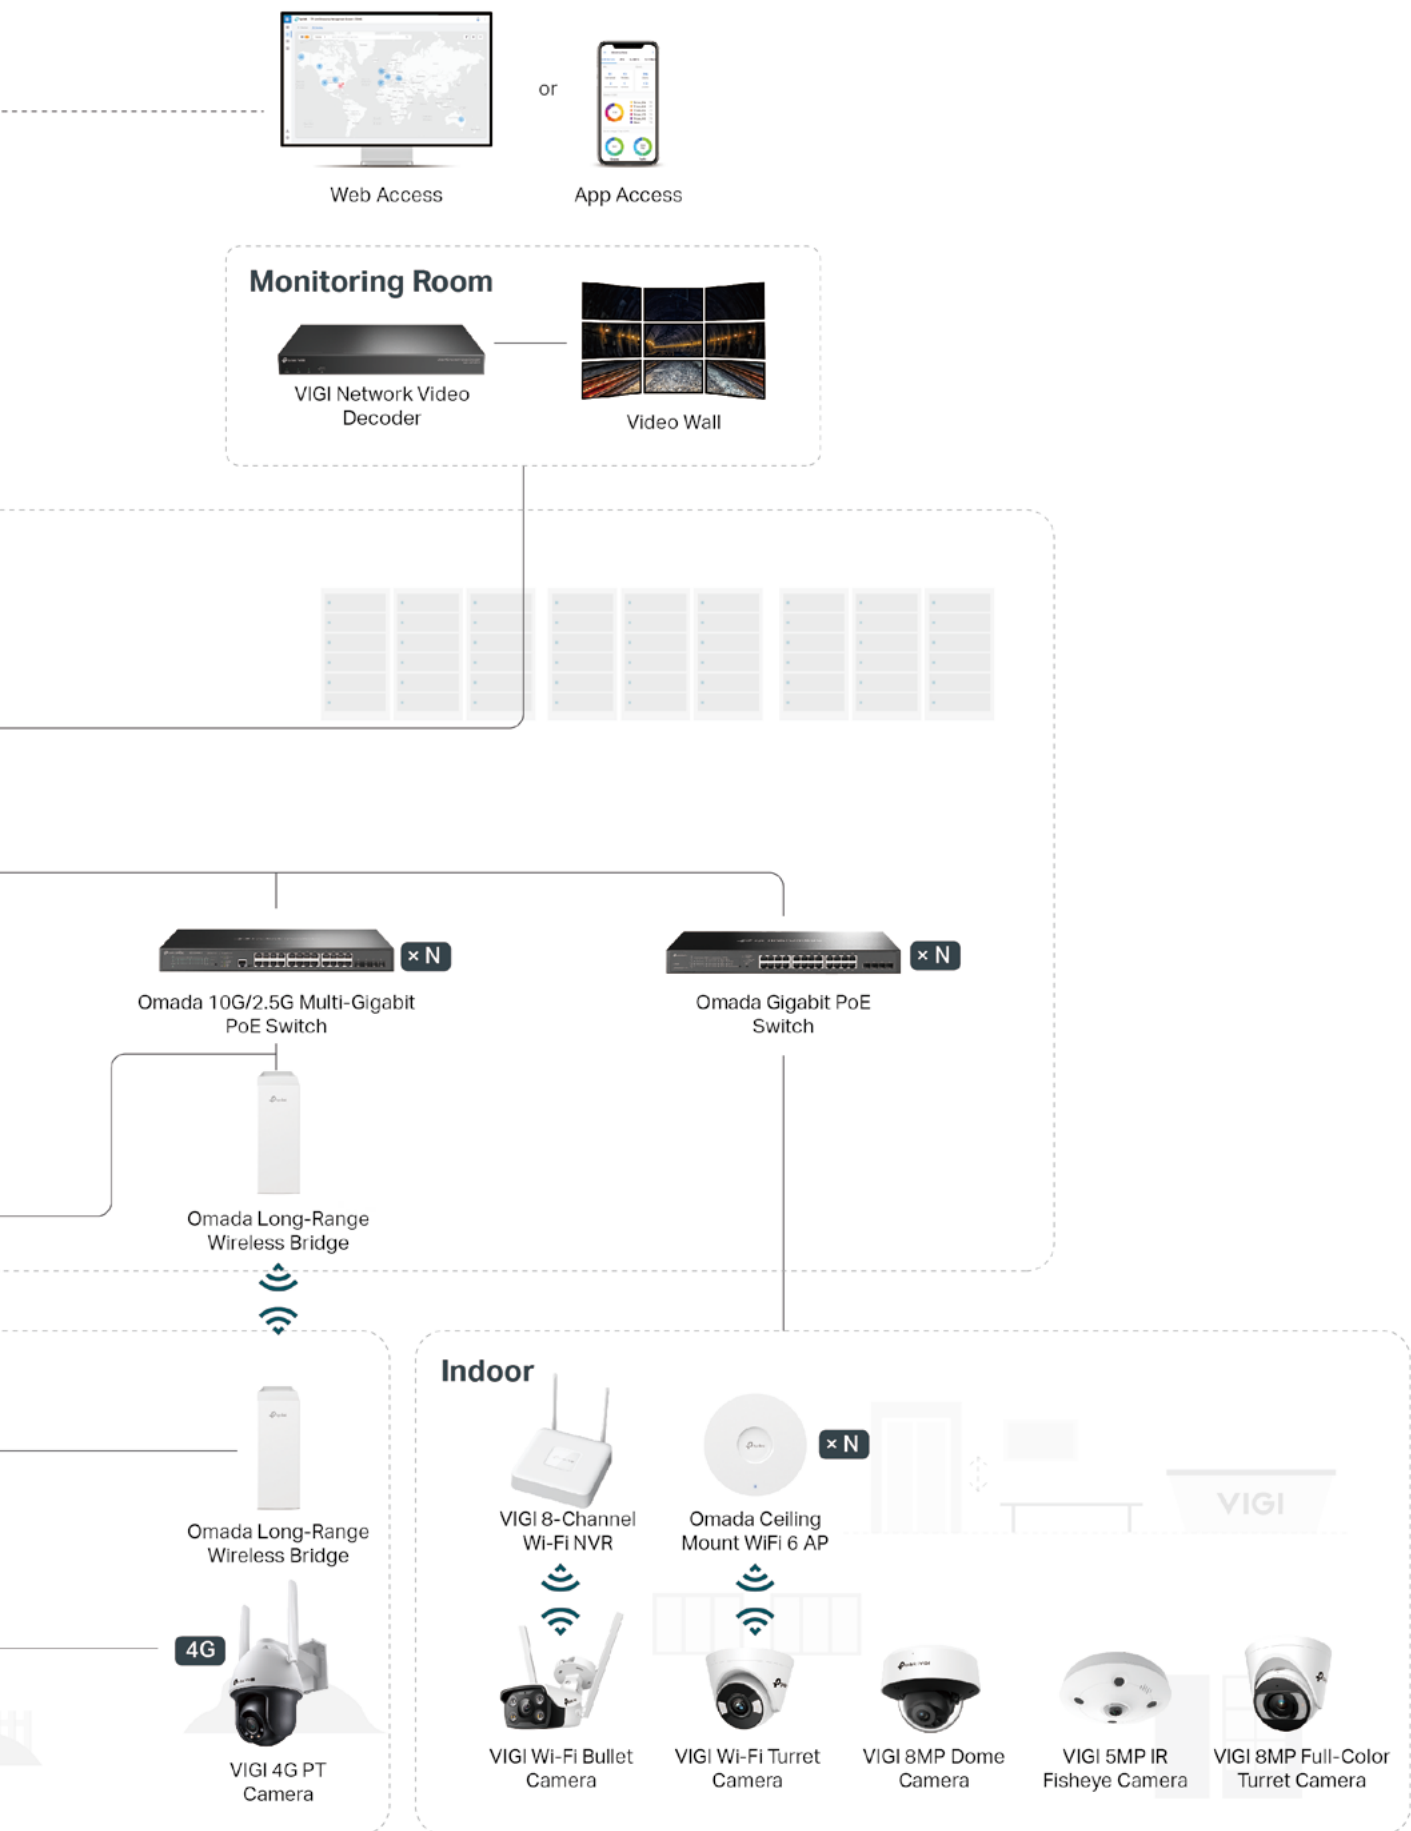 or
Web Access
App Access
Monitoring Room
VIGI Network Video
Decoder
Video Wall
× N
× N
Omada 10G/2.5G Multi-Gigabit
PoE Switch
Omada Gigabit PoE
Switch
Omada Long-Range
Wireless Bridge
Indoor
× N
VIGI
VIGI 8-Channel
Wi-Fi NVR
Omada Ceiling
Mount WiFi 6 AP
Omada Long-Range
Wireless Bridge
4G
VIGI 4G PT
Camera
VIGI Wi-Fi Bullet
Camera
VIGI Wi-Fi Turret
Camera
VIGI 8MP Dome
Camera
VIGI 5MP IR
Fisheye Camera
VIGI 8MP Full-Color
Turret Camera